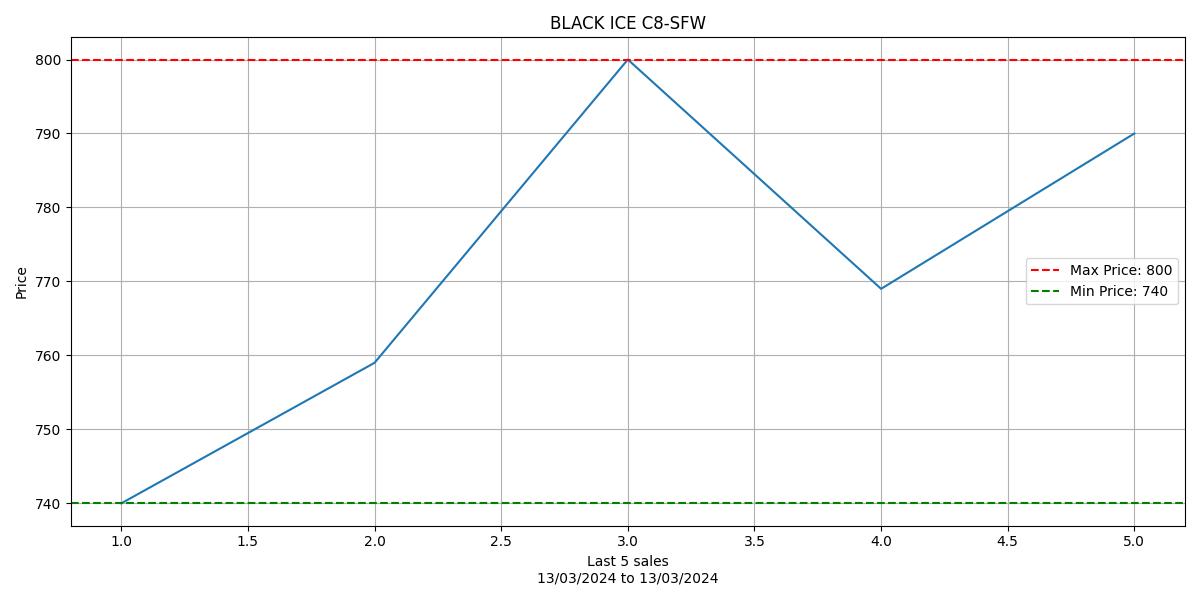 BLACK ICE C8-SFW
Price
800
790
780
770
760
750
740
Max Price: 800
Min Price: 740
1.0 1.5 2.0 2.5 3.0 3.5 4.0 4.5 5.0
Last 5 sales
13/03/2024 to 13/03/2024